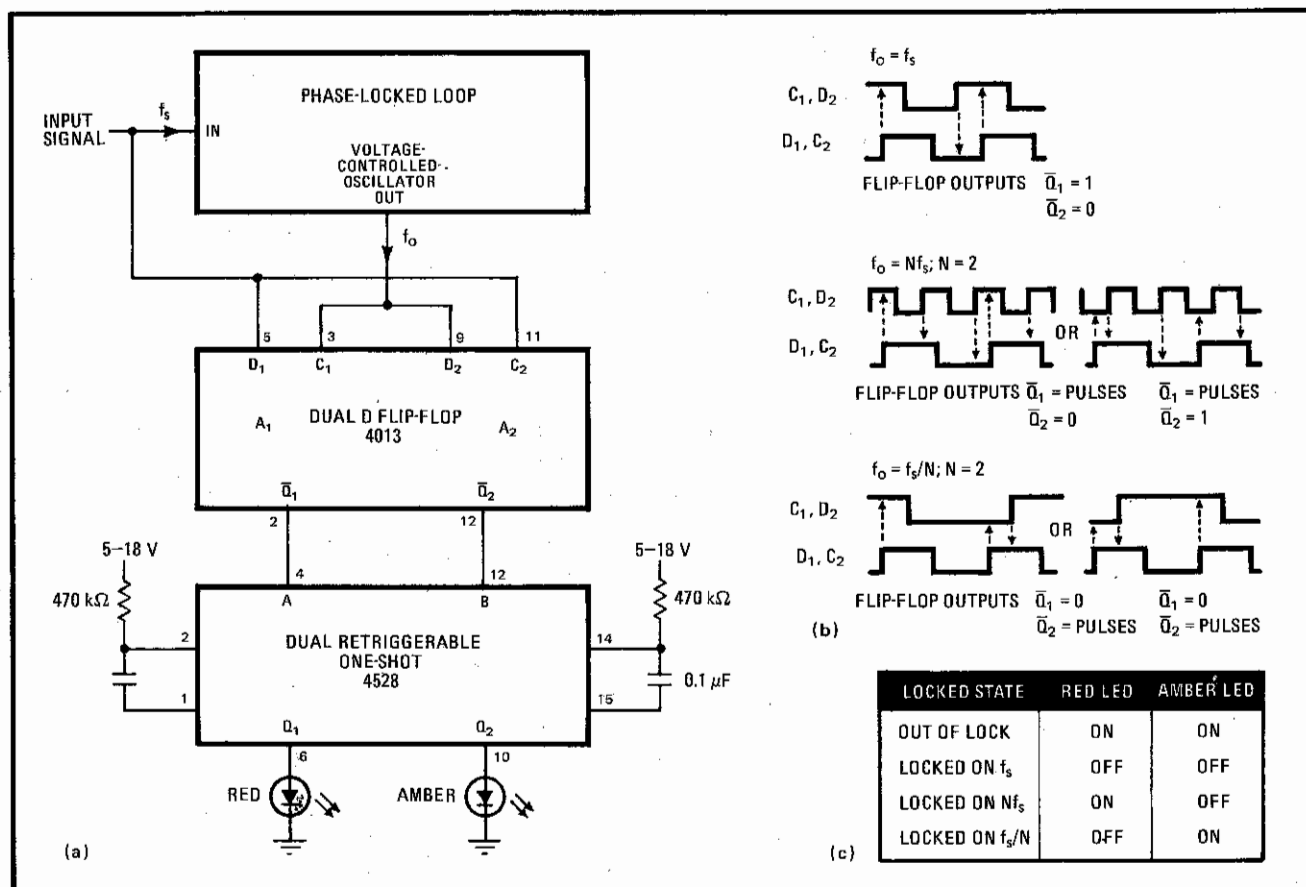 PHASE-LOCKED LOOP
INPUT
SIGNAL
fₛ
IN
VOLTAGE-
CONTROLLED-
OSCILLATOR
OUT
fₒ
5 3 9 11
D₁ C₁ D₂ C₂
DUAL D FLIP-FLOP
4013
A₁ A₂
Q̅₁ Q̅₂
2 12
5–18 V 5–18 V
4 12
470 kΩ A B 470 kΩ
2 DUAL RETRIGGERABLE 14
ONE-SHOT
4528
0.1 μF
1 15
Q₁ Q₂
6 10
RED AMBER
(a)
fₒ = fₛ
C₁, D₂
D₁, C₂
FLIP-FLOP OUTPUTS Q̅₁ = 1
Q̅₂ = 0
fₒ = Nfₛ; N = 2
C₁, D₂
OR
D₁, C₂
FLIP-FLOP OUTPUTS Q̅₁ = PULSES Q̅₁ = PULSES
Q̅₂ = 0 Q̅₂ = 1
fₒ = fₛ/N; N = 2
C₁, D₂
OR
D₁, C₂
FLIP-FLOP OUTPUTS Q̅₁ = 0 Q̅₁ = 0
(b) Q̅₂ = PULSES Q̅₂ = PULSES
LOCKED STATE RED LED AMBER LED
OUT OF LOCK ON ON
LOCKED ON fₛ OFF OFF
LOCKED ON Nfₛ ON OFF
LOCKED ON fₛ/N OFF ON
(c)